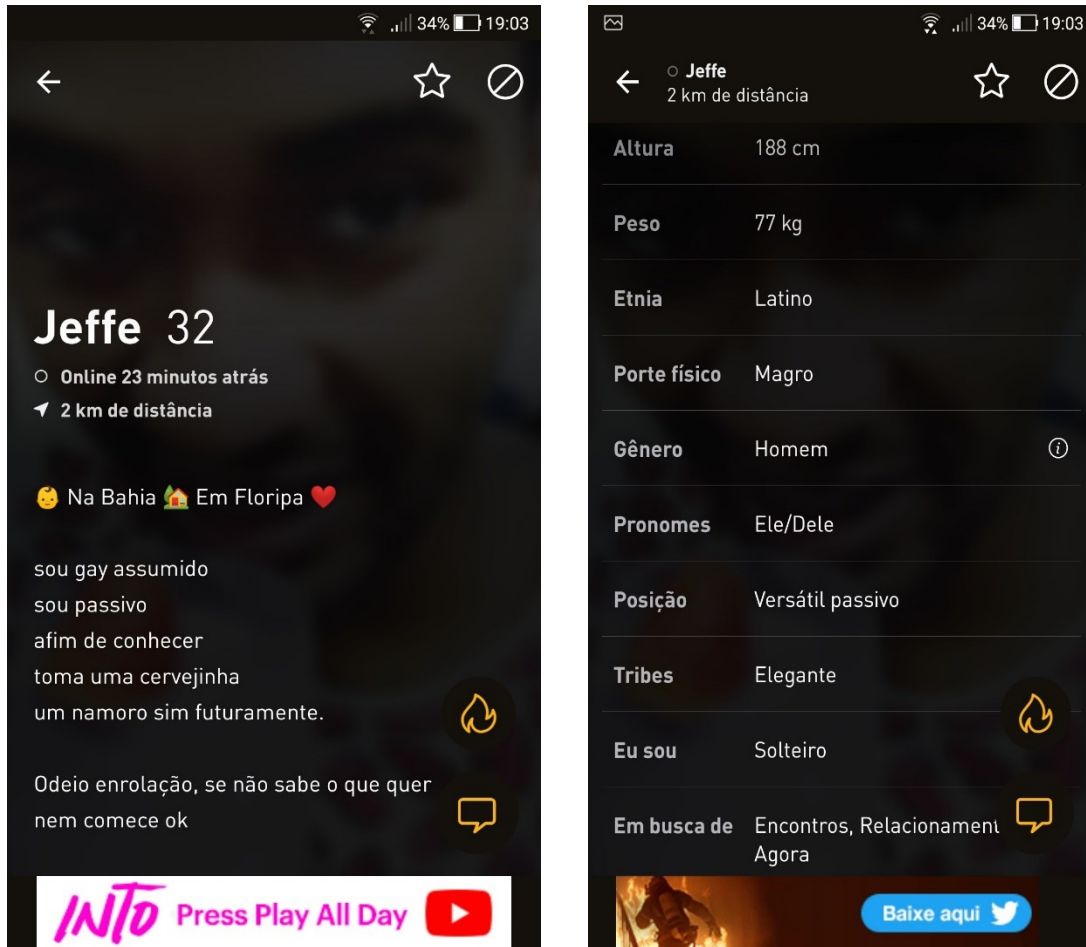 34% 19:03
Jeffe 32
Online 23 minutos atrás
2 km de distância
👶 Na Bahia 🏡 Em Floripa ❤️
sou gay assumido
sou passivo
afim de conhecer
toma uma cervejinha
um namoro sim futuramente.
Odeio enrolação, se não sabe o que quer
nem comece ok
INTO Press Play All Day
34% 19:03
Jeffe
2 km de distância
Altura 188 cm
Peso 77 kg
Etnia Latino
Porte físico Magro
Gênero Homem
Pronomes Ele/Dele
Posição Versátil passivo
Tribes Elegante
Eu sou Solteiro
Em busca de Encontros, Relacionament
Agora
Baixe aqui